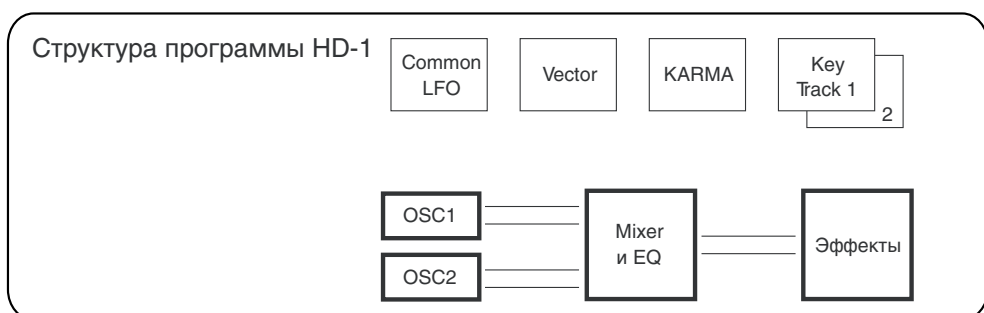 Структура программы HD-1
Common
LFO
Vector
KARMA
Key
Track 1
2
OSC1
OSC2
Mixer
и EQ
Эффекты